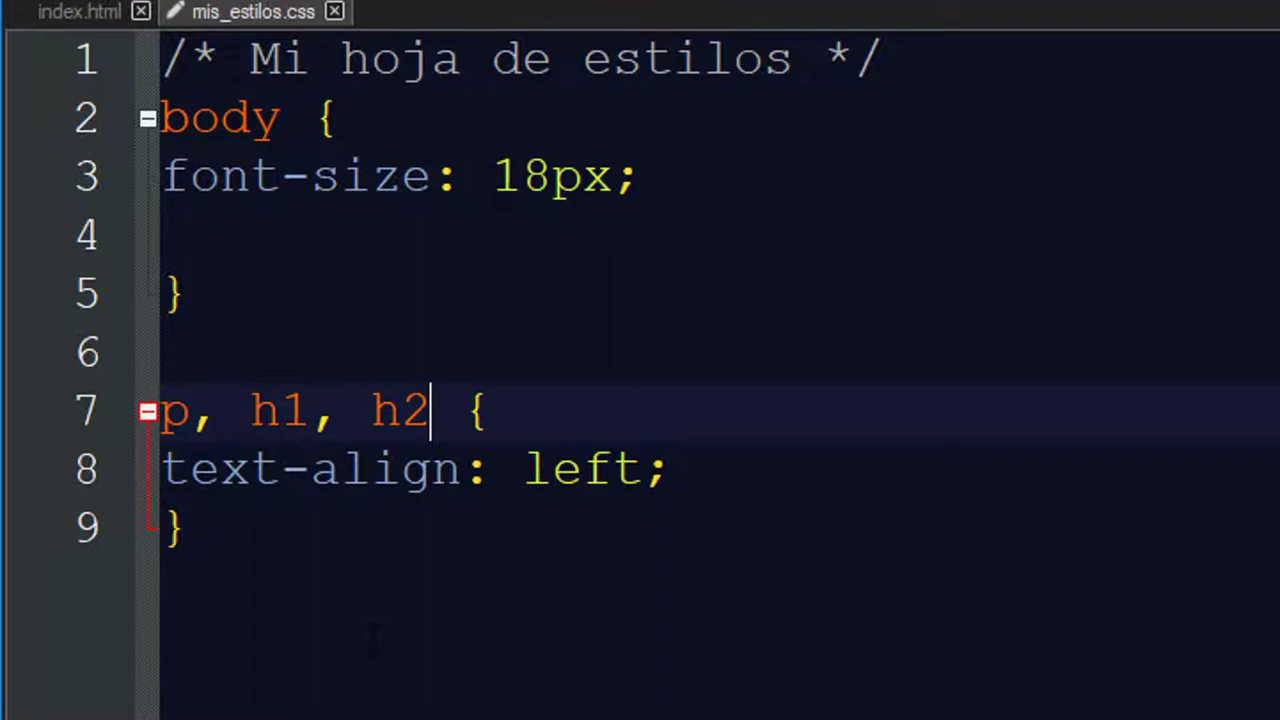 index.html mis_estilos.css
1 /* Mi hoja de estilos */
2 body {
3 font-size: 18px;
4
5 }
6
7 p, h1, h2 {
8 text-align: left;
9 }